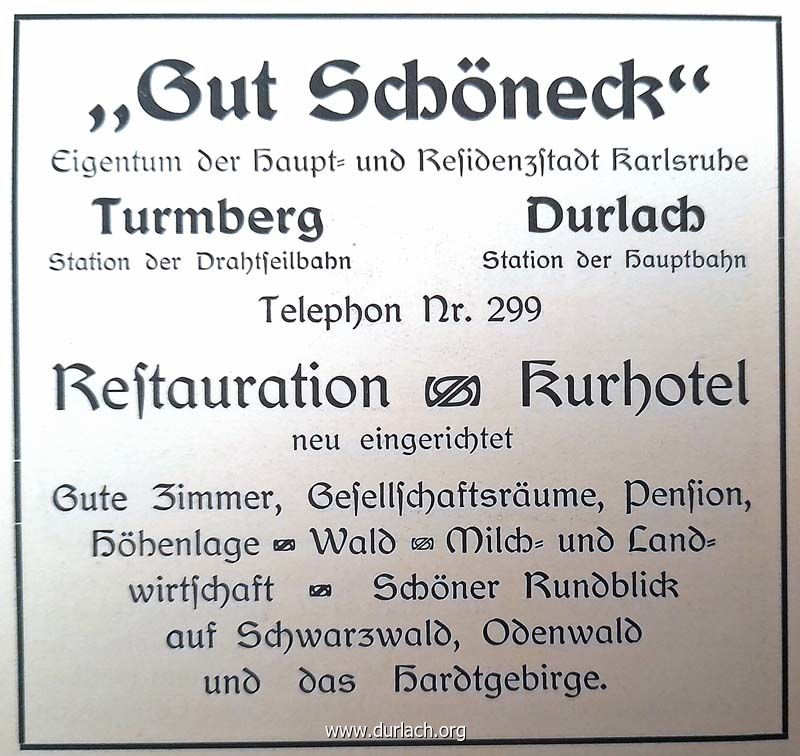 „Gut Schöneck“
Eigentum der Haupt= und Reſidenzſtadt Karlsruhe
Turmberg Durlach
Station der Drahtſeilbahn Station der Hauptbahn
Telephon Nr. 299
Reſtauration Kurhotel
neu eingerichtet
Gute Zimmer, Geſellſchaftsräume, Penſion,
Höhenlage Wald Milch= und Land=
wirtſchaft Schöner Rundblick
auf Schwarzwald, Odenwald
und das Hardtgebirge.
www.durlach.org